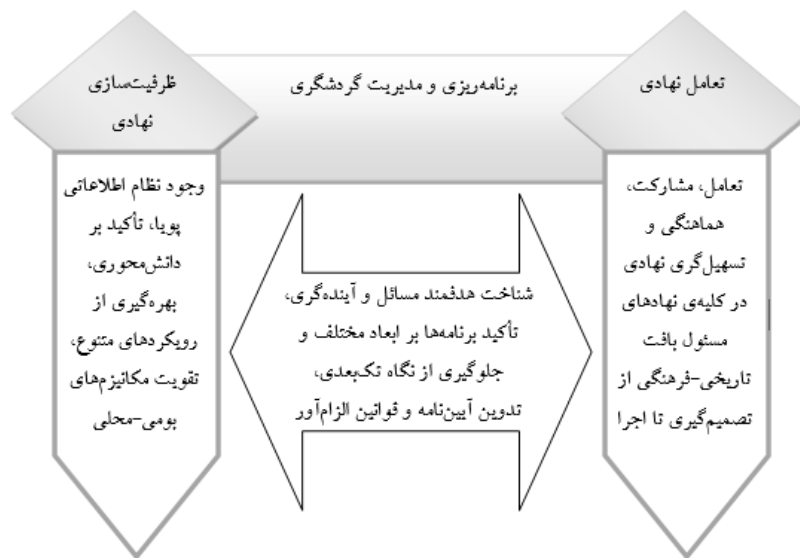 تعامل نهادی
برنامه‌ریزی و مدیریت گردشگری
ظرفیت‌سازی
نهادی
تعامل، مشارکت،
هماهنگی و
تسهیل‌گری نهادی
در کلیه‌ی نهادهای
مسئول بافت
تاریخی-فرهنگی از
تصمیم‌گیری تا اجرا
شناخت هدفمند مسائل و آینده‌گری،
تأکید برنامه‌ها بر ابعاد مختلف و
جلوگیری از نگاه تک‌بعدی،
تدوین آیین‌نامه و قوانین الزام‌آور
وجود نظام اطلاعاتی
پویا، تأکید بر
دانش‌محوری،
بهره‌گیری از
رویکردهای متنوع،
تقویت مکانیزم‌های
بومی-محلی